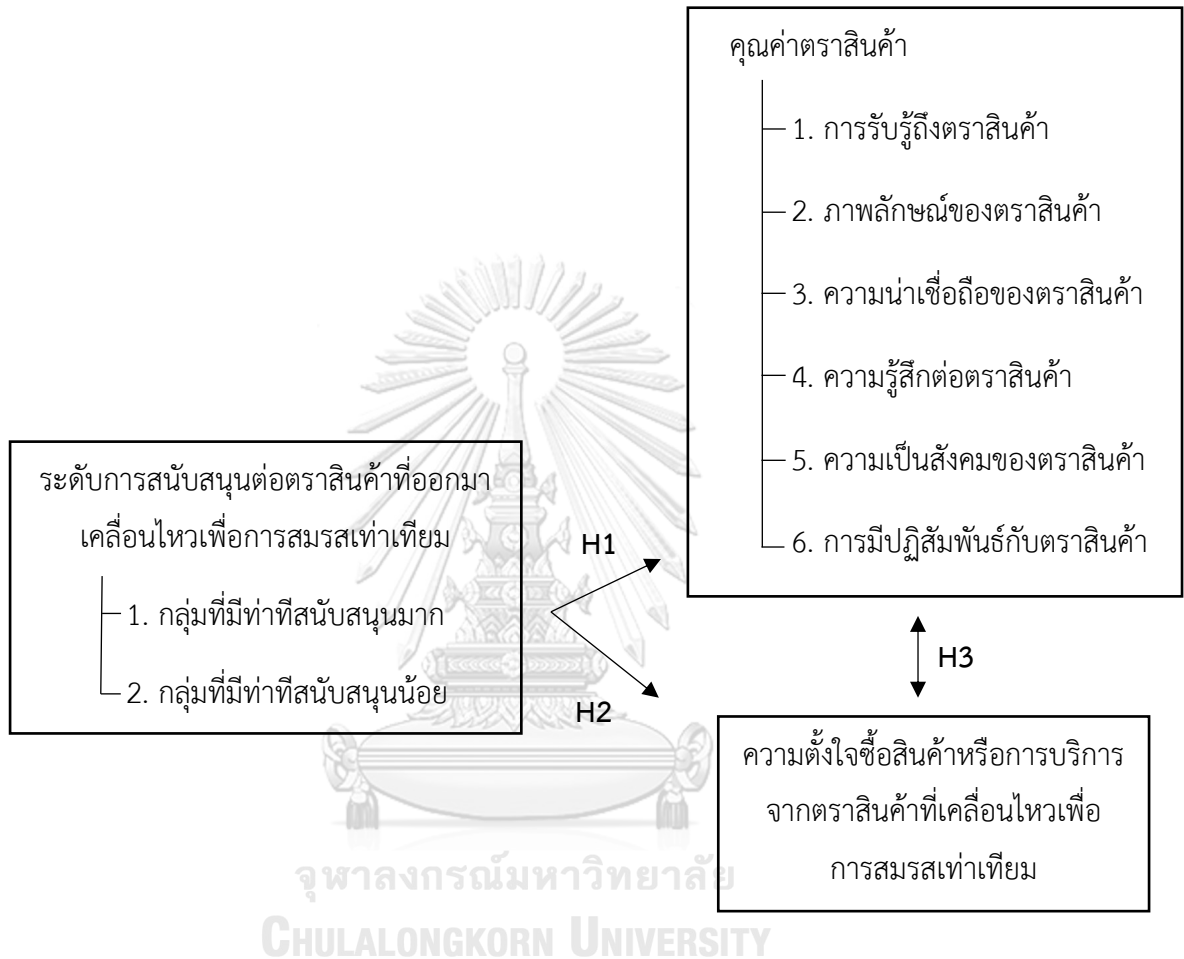 คุณค่าตราสินค้า
1. การรับรู้ถึงตราสินค้า
2. ภาพลักษณ์ของตราสินค้า
3. ความน่าเชื่อถือของตราสินค้า
4. ความรู้สึกต่อตราสินค้า
5. ความเป็นสังคมของตราสินค้า
6. การมีปฏิสัมพันธ์กับตราสินค้า
ระดับการสนับสนุนต่อตราสินค้าที่ออกมา
เคลื่อนไหวเพื่อการสมรสเท่าเทียม
1. กลุ่มที่มีท่าทีสนับสนุนมาก
2. กลุ่มที่มีท่าทีสนับสนุนน้อย
H1
H2
H3
ความตั้งใจซื้อสินค้าหรือการบริการ
จากตราสินค้าที่เคลื่อนไหวเพื่อ
การสมรสเท่าเทียม
จุฬาลงกรณ์มหาวิทยาลัย
CHULALONGKORN UNIVERSITY